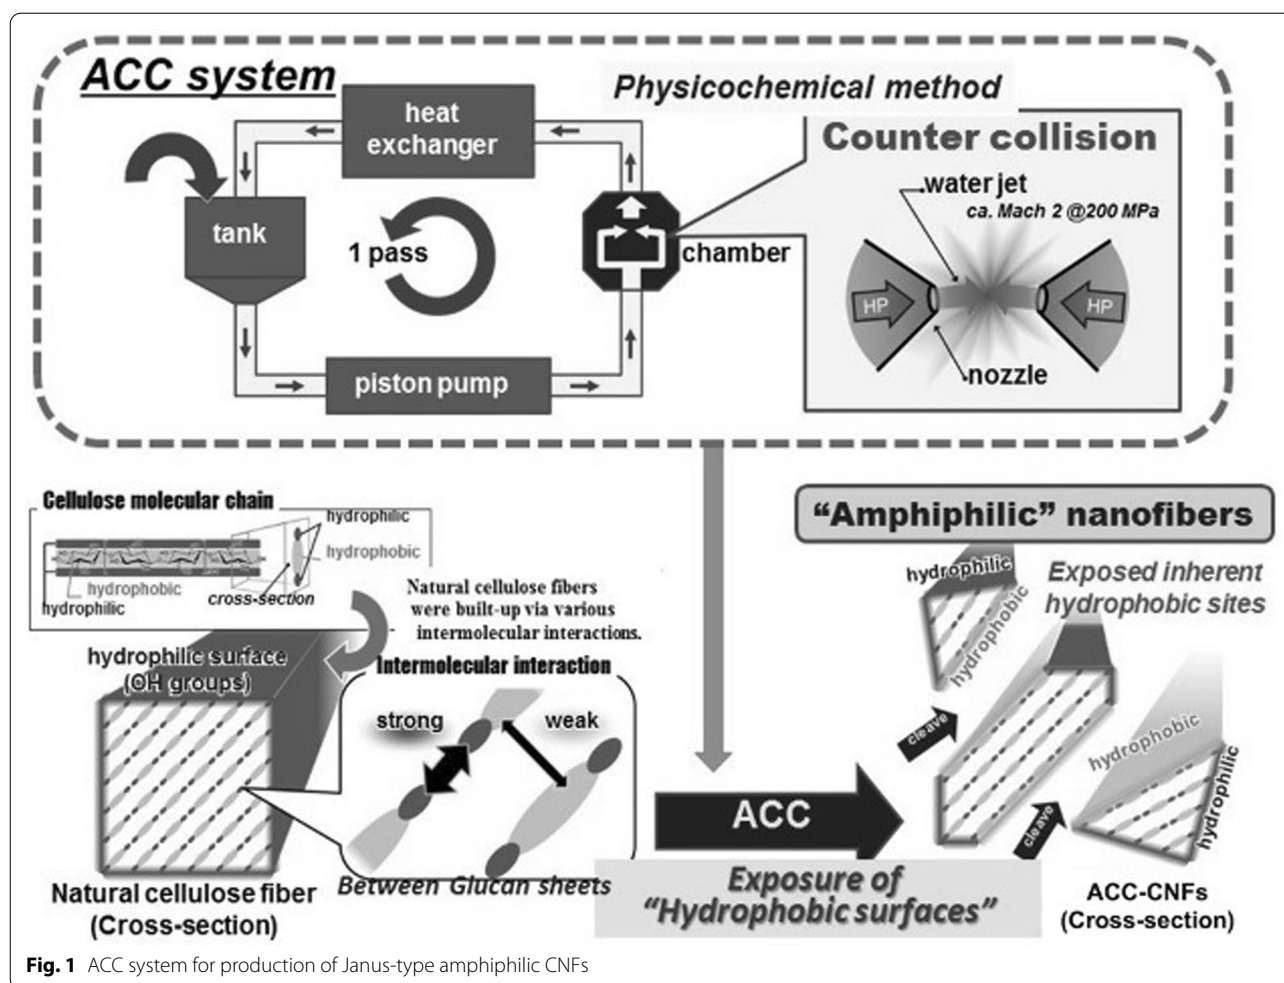 ACC system
Physicochemical method
heat
exchanger
tank
1 pass
chamber
piston pump
Counter collision
water jet
ca. Mach 2 @200 MPa
HP
HP
nozzle
Cellulose molecular chain
hydrophilic
hydrophobic
hydrophobic
hydrophilic
cross-section
Natural cellulose fibers
were built-up via various
intermolecular interactions.
hydrophilic surface
(OH groups)
Intermolecular interaction
strong
weak
Between Glucan sheets
Natural cellulose fiber
(Cross-section)
ACC
Exposure of
“Hydrophobic surfaces”
“Amphiphilic” nanofibers
hydrophilic
hydrophobic
Exposed inherent
hydrophobic sites
cleave
hydrophobic
hydrophilic
cleave
ACC-CNFs
(Cross-section)
Fig. 1 ACC system for production of Janus-type amphiphilic CNFs